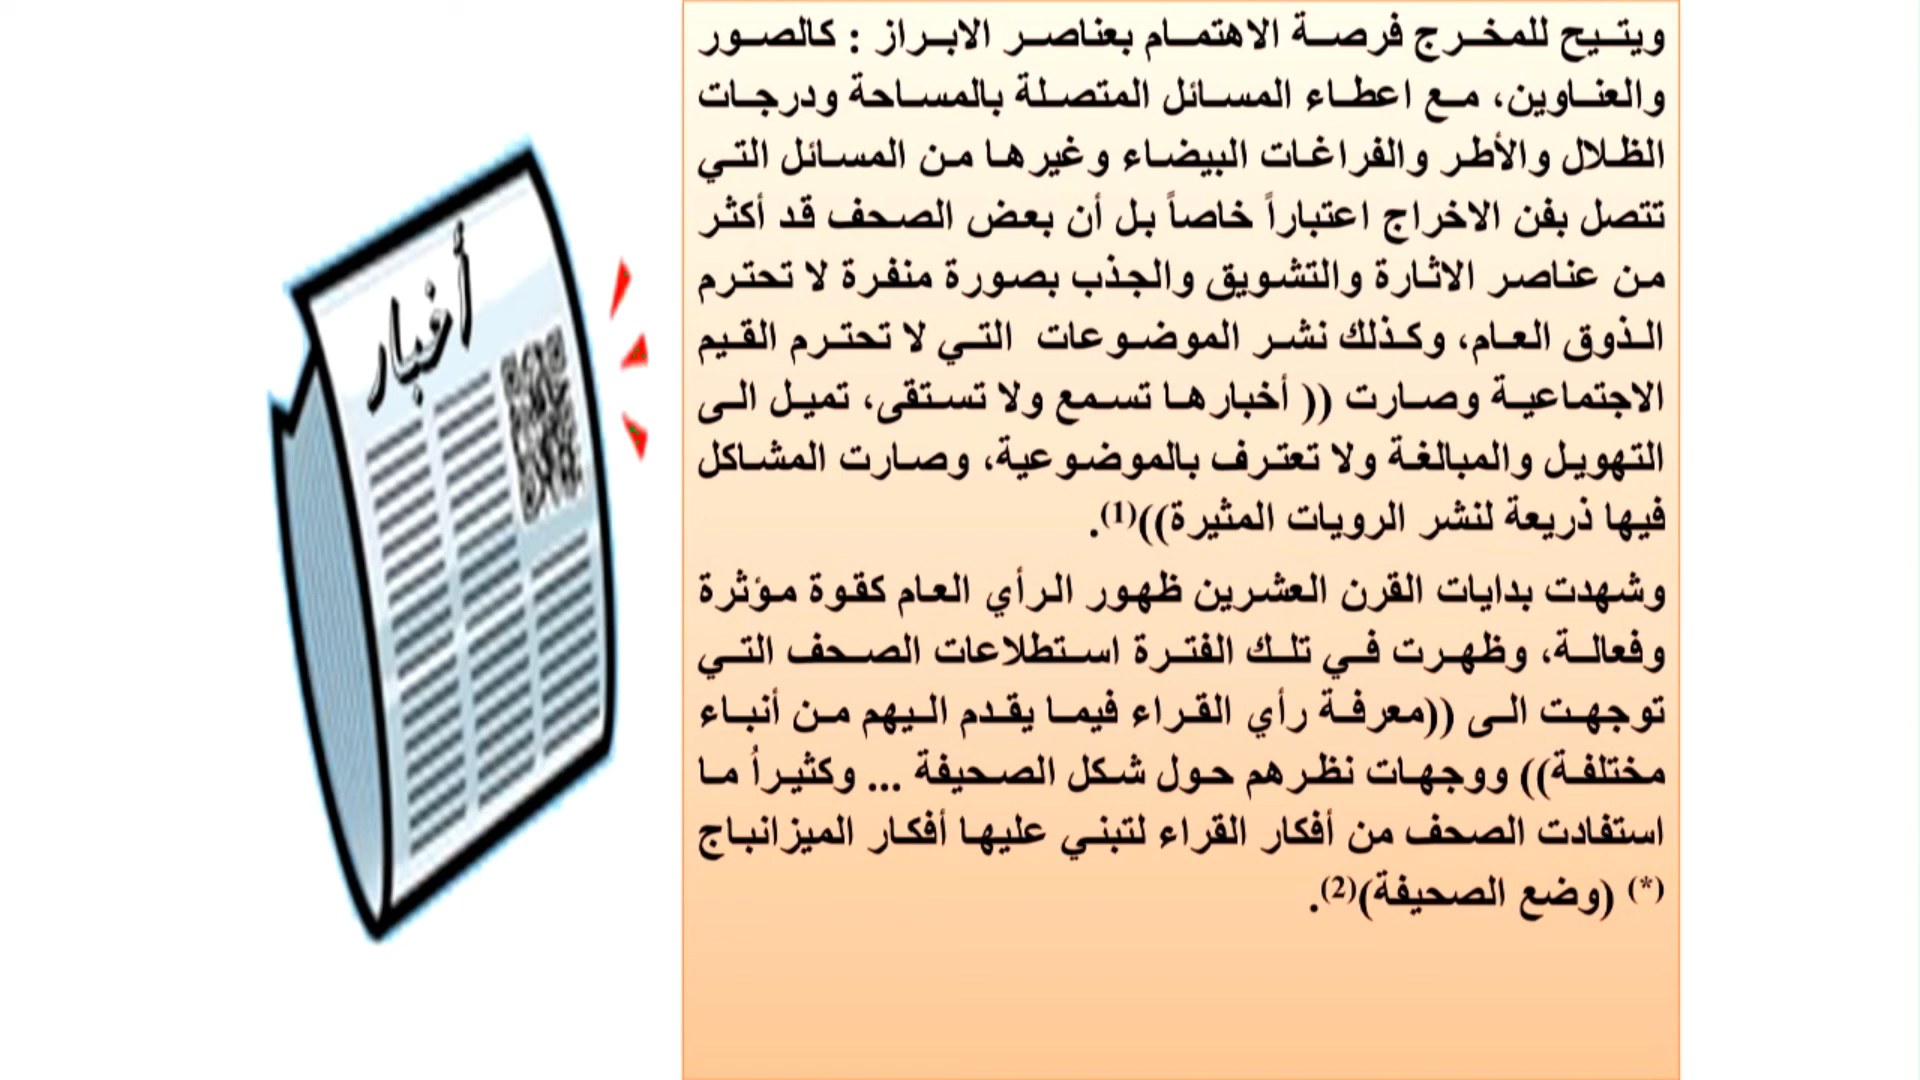 ويتيح للمخرج فرصة الاهتمام بعناصر الابراز : كالصور
والعناوين، مع اعطاء المسائل المتصلة بالمساحة ودرجات
الظلال والأطر والفراغات البيضاء وغيرها من المسائل التي
تتصل بفن الاخراج اعتباراً خاصاً بل أن بعض الصحف قد أكثر
من عناصر الاثارة والتشويق والجذب بصورة منفرة لا تحترم
الذوق العام، وكذلك نشر الموضوعات التي لا تحترم القيم
الاجتماعية وصارت (( أخبارها تسمع ولا تستقى، تميل الى
التهويل والمبالغة ولا تعترف بالموضوعية، وصارت المشاكل
فيها ذريعة لنشر الرويات المثيرة))(1).
وشهدت بدايات القرن العشرين ظهور الرأي العام كقوة مؤثرة
وفعالة، وظهرت في تلك الفترة استطلاعات الصحف التي
توجهت الى ((معرفة رأي القراء فيما يقدم اليهم من أنباء
مختلفة)) ووجهات نظرهم حول شكل الصحيفة ... وكثيراُ ما
استفادت الصحف من أفكار القراء لتبني عليها أفكار الميزانباج
(*) (وضع الصحيفة)(2).
أخبار